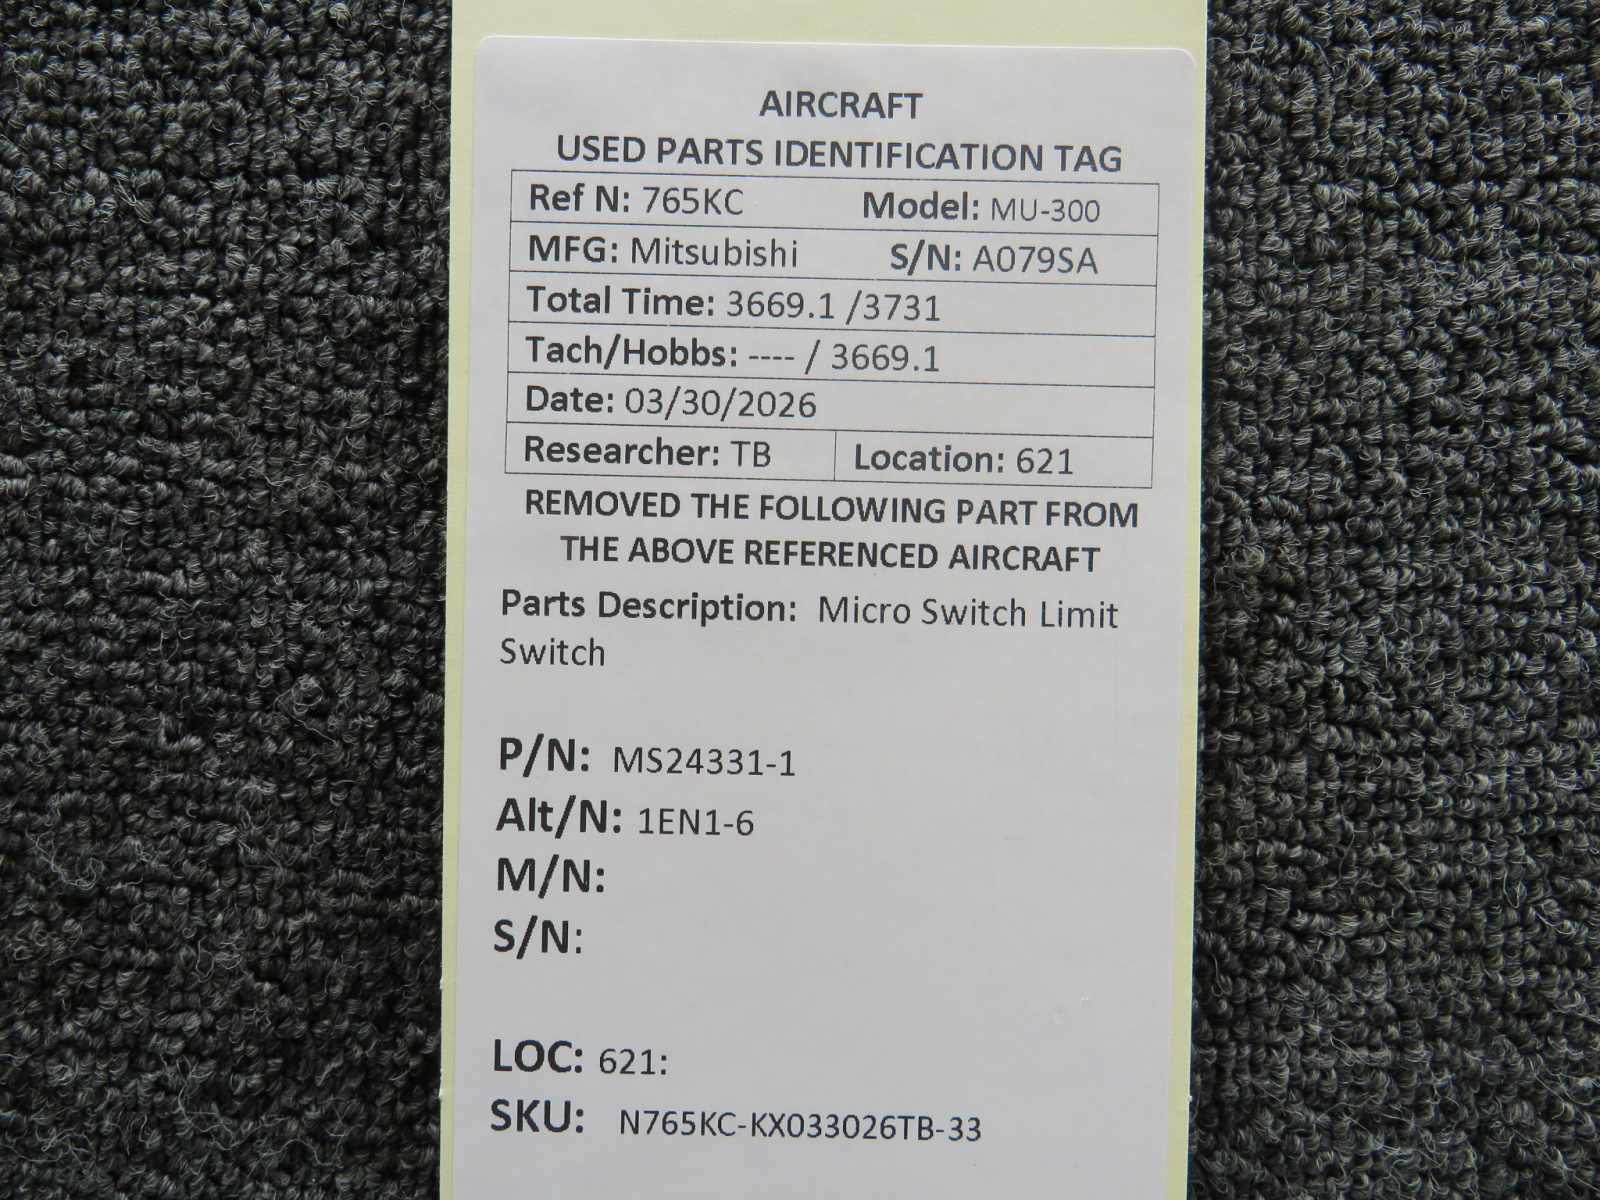 AIRCRAFT
USED PARTS IDENTIFICATION TAG
Ref N: 765KC Model: MU-300
MFG: Mitsubishi S/N: A079SA
Total Time: 3669.1 /3731
Tach/Hobbs: ---- / 3669.1
Date: 03/30/2026
Researcher: TB Location: 621
REMOVED THE FOLLOWING PART FROM
THE ABOVE REFERENCED AIRCRAFT
Parts Description: Micro Switch Limit
Switch
P/N: MS24331-1
Alt/N: 1EN1-6
M/N:
S/N:
LOC: 621:
SKU: N765KC-KX033026TB-33